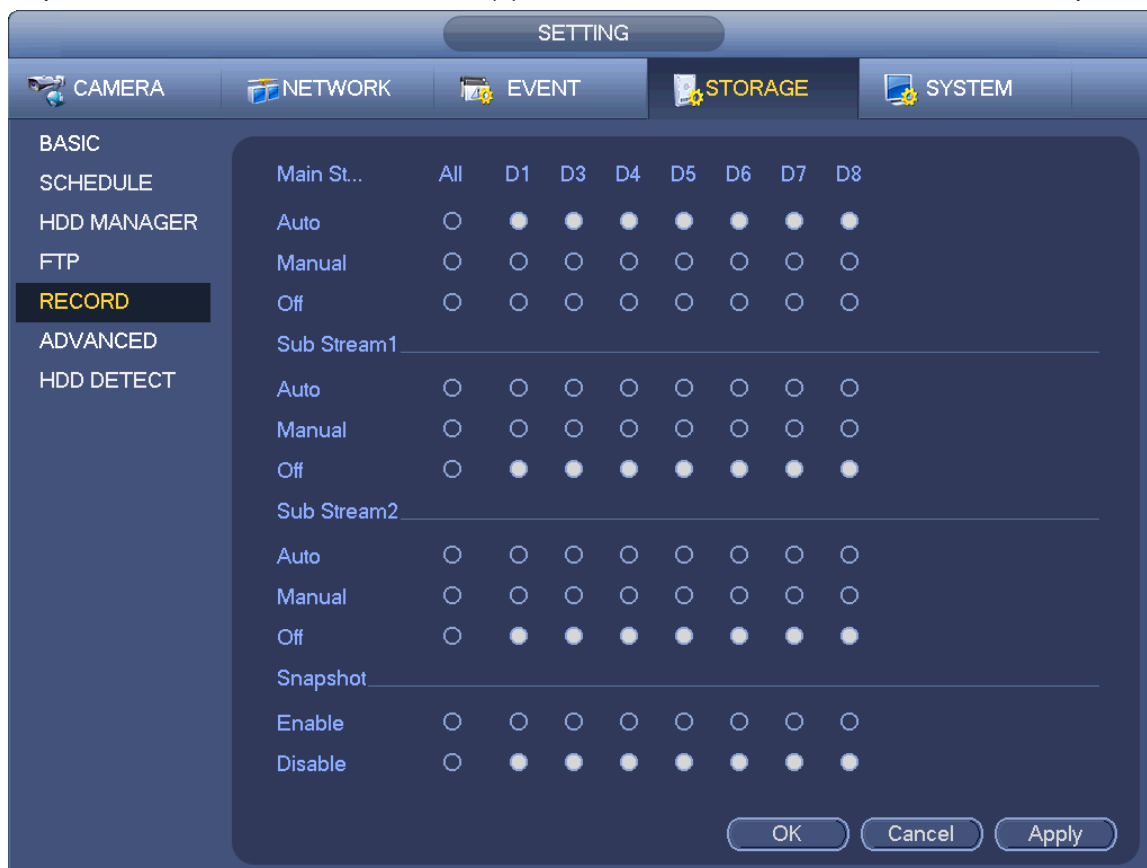 SETTING
CAMERA NETWORK EVENT STORAGE SYSTEM
BASIC
SCHEDULE
HDD MANAGER
FTP
RECORD
ADVANCED
HDD DETECT
Main St... All D1 D3 D4 D5 D6 D7 D8
Auto
Manual
Off
Sub Stream1
Auto
Manual
Off
Sub Stream2
Auto
Manual
Off
Snapshot
Enable
Disable
OK Cancel Apply